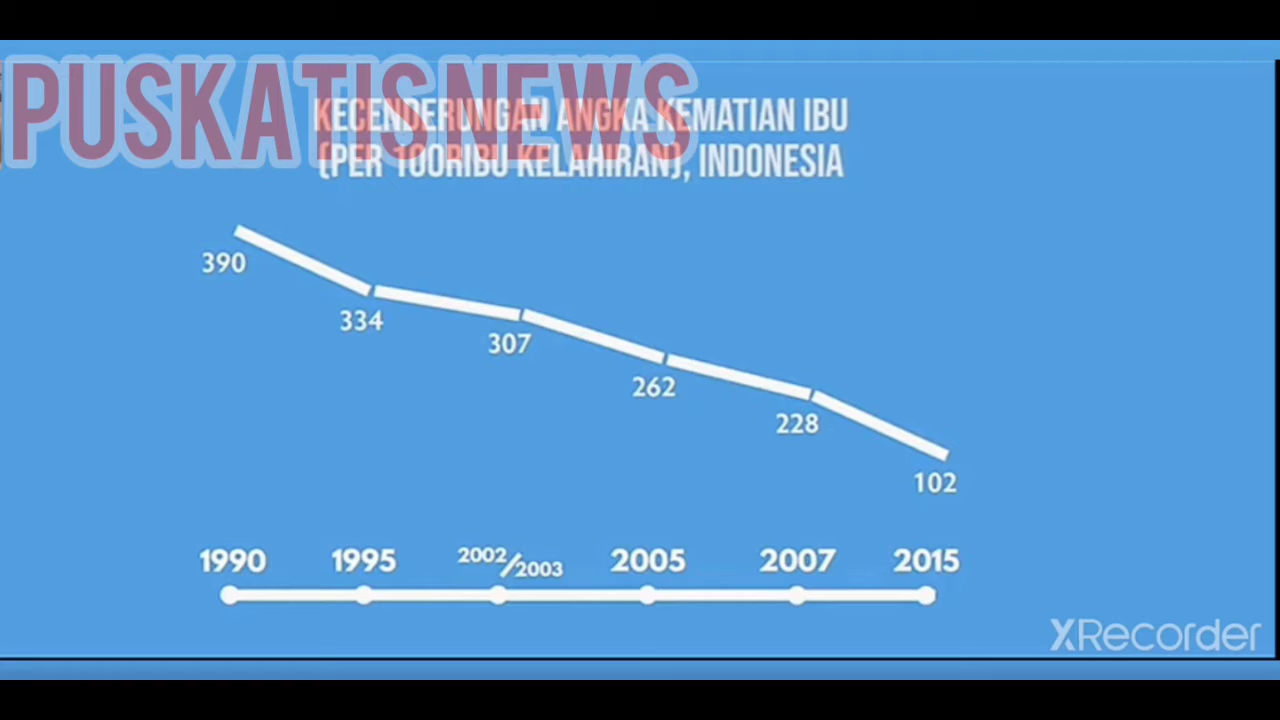 PUSKATISNEWS
KECENDERUNGAN ANGKA KEMATIAN IBU
(PER 100RIBU KELAHIRAN), INDONESIA
390
334
307
262
228
102
1990 1995 2002/2003 2005 2007 2015
XRecorder